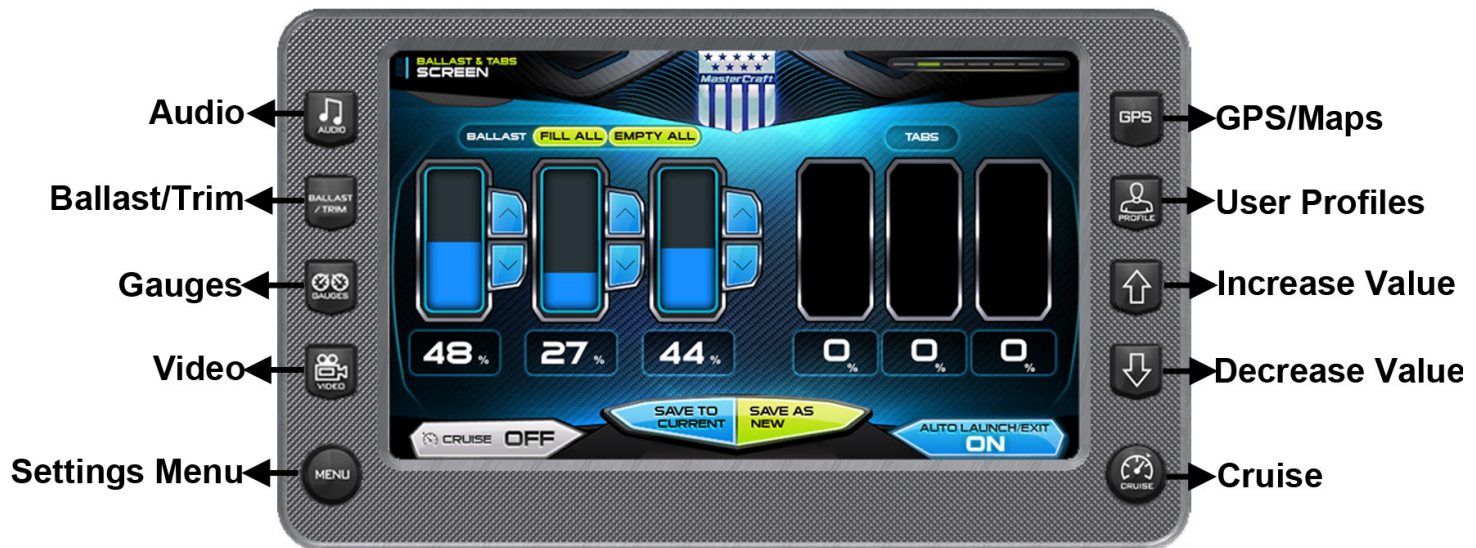 BALLAST & TABS
SCREEN
MasterCraft
Audio
AUDIO
GPS
GPS/Maps
BALLAST
FILL ALL
EMPTY ALL
TABS
Ballast/Trim
BALLAST
/ TRIM
PROFILE
User Profiles
Gauges
GAUGES
Increase Value
48 %
27 %
44 %
0 %
0 %
0 %
Video
VIDEO
Decrease Value
SAVE TO
CURRENT
SAVE AS
NEW
CRUISE OFF
AUTO LAUNCH/EXIT
ON
Settings Menu
MENU
CRUISE
Cruise